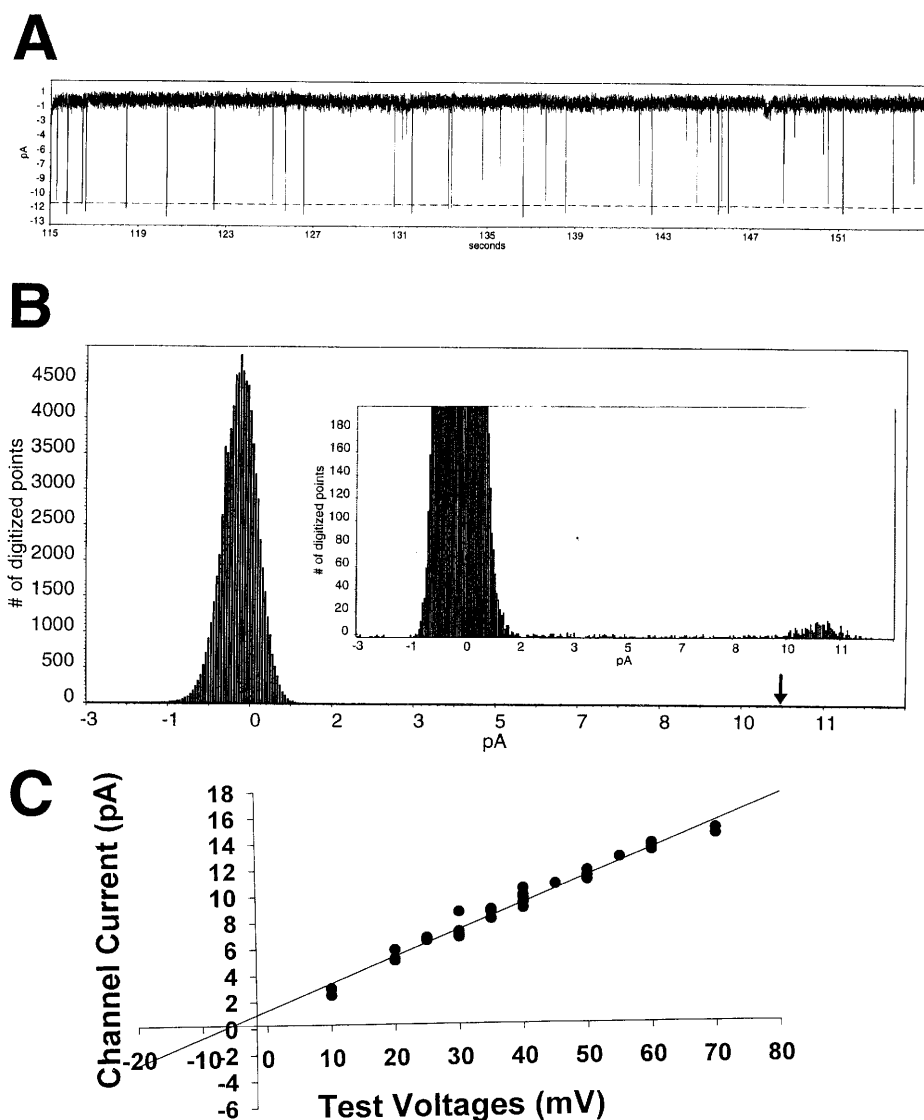 A
1
-1
-3
-4
-6
-7
-9
-10
-12
-13
pA
115 119 123 127 131 135 139 143 147 151
seconds
B
4500
4000
3500
3000
2500
2000
1500
1000
500
0
# of digitized points
-3 -1 0 2 3 5 7 8 10 11
pA
180
160
140
120
100
80
60
40
20
0
# of digitized points
-3 -1 0 2 3 5 7 8 10 11
pA
C
Channel Current (pA)
18
16
14
12
10
8
6
4
2
0
-2
-4
-6
-20 -10 0 10 20 30 40 50 60 70 80
Test Voltages (mV)